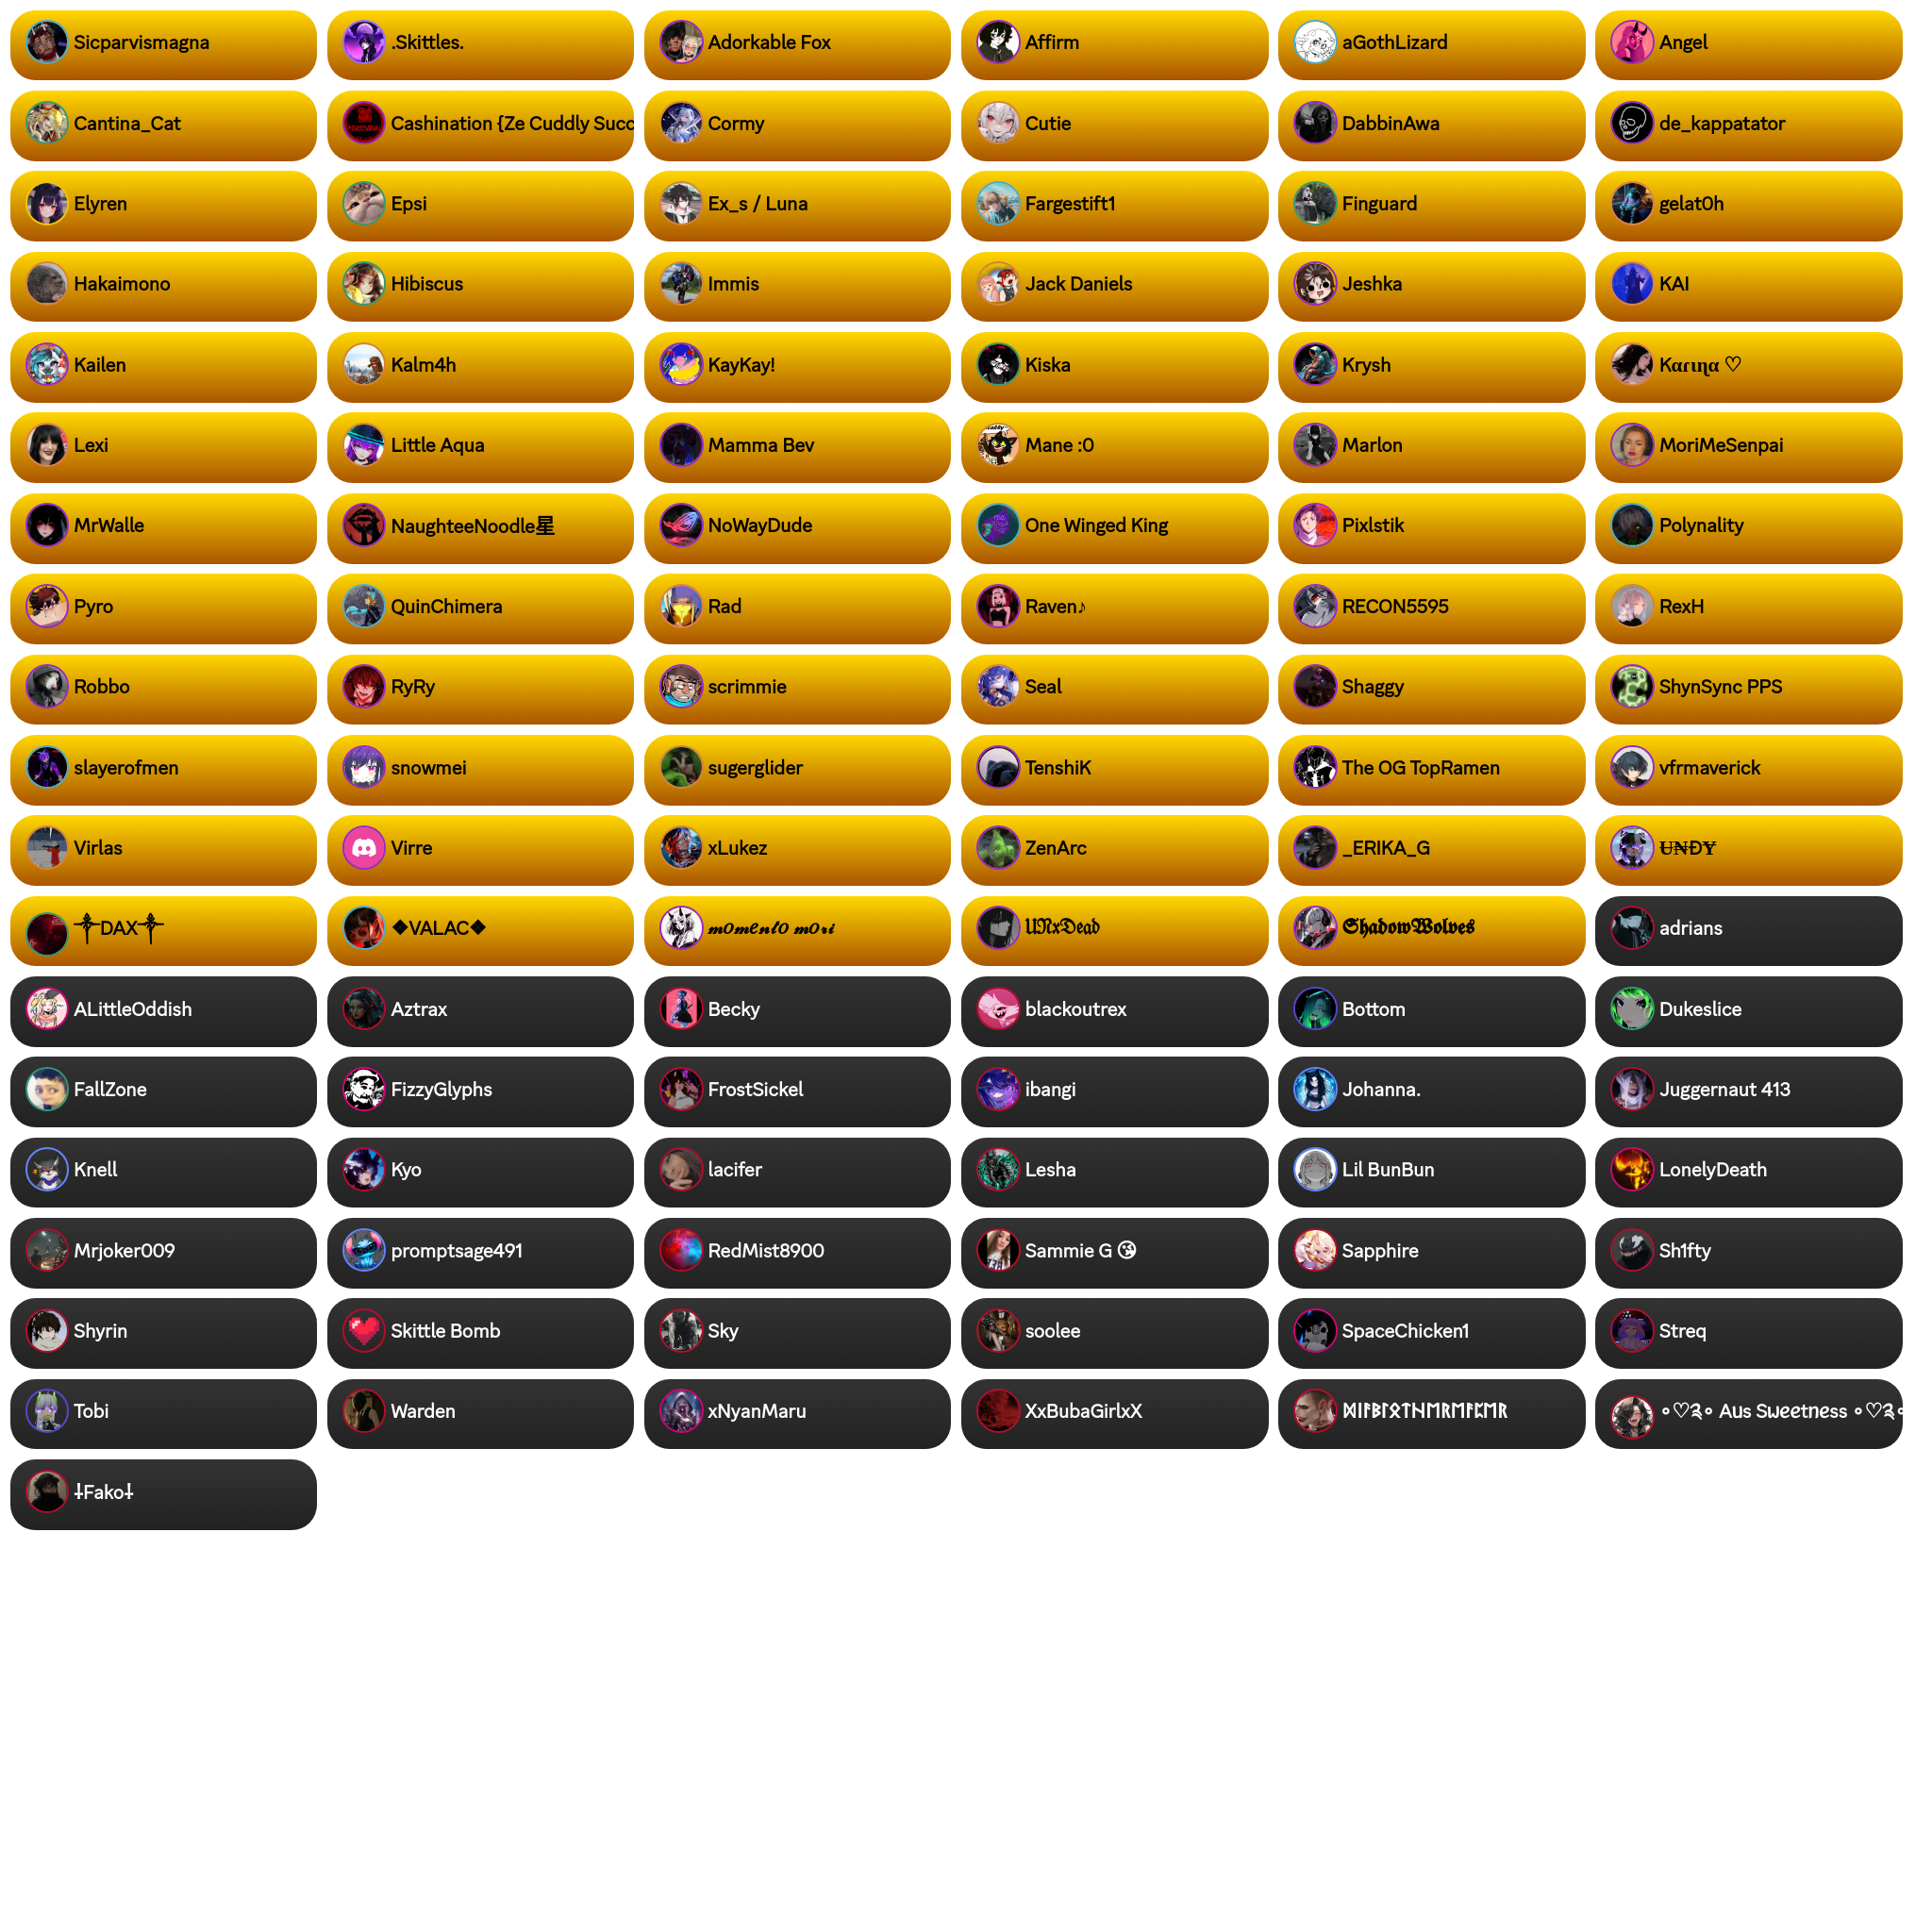 Sicparvismagna
.Skittles.
Adorkable Fox
Affirm
aGothLizard
Angel
Cantina_Cat
Cashination {Ze Cuddly Succ
Cormy
Cutie
DabbinAwa
de_kappatator
Elyren
Epsi
Ex_s / Luna
Fargestift1
Finguard
gelat0h
Hakaimono
Hibiscus
Immis
Jack Daniels
Jeshka
KAI
Kailen
Kalm4h
KayKay!
Kiska
Krysh
Kαɾιɳα ♡
Lexi
Little Aqua
Mamma Bev
Mane :0
Marlon
MoriMeSenpai
MrWalle
NaughteeNoodle星
NoWayDude
One Winged King
Pixlstik
Polynality
Pyro
QuinChimera
Rad
Raven♪
RECON5595
RexH
Robbo
RyRy
scrimmie
Seal
Shaggy
ShynSync PPS
slayerofmen
snowmei
sugerglider
TenshiK
The OG TopRamen
vfrmaverick
Virlas
Virre
xLukez
ZenArc
_ERIKA_G
Ʉ₦ĐɎ
༒DAX༒
❖VALAC❖
𝓶𝓸𝓶𝓮𝓷𝓽𝓸 𝓶𝓸𝓻𝓲
𝔘𝔑𝔵𝔇𝔢𝔞𝔡
𝕾𝖍𝖆𝖉𝖔𝖜𝖂𝖔𝖑𝖛𝖊𝖘
adrians
ALittleOddish
Aztrax
Becky
blackoutrex
Bottom
Dukeslice
FallZone
FizzyGlyphs
FrostSickel
ibangi
Johanna.
Juggernaut 413
Knell
Kyo
lacifer
Lesha
Lil BunBun
LonelyDeath
Mrjoker009
promptsage491
RedMist8900
Sammie G 😘
Sapphire
Sh1fty
Shyrin
Skittle Bomb
Sky
soolee
SpaceChicken1
Streq
Tobi
Warden
xNyanMaru
XxBubaGirlxX
ᛞᛁᚨᛒᛚᛟᛏᚺᛖᚱᛖᚨᛈᛖᚱ
∘♡༉∘ Aus Sɯҽҽtɳҽss ∘♡༉∘
⸸Fako⸸